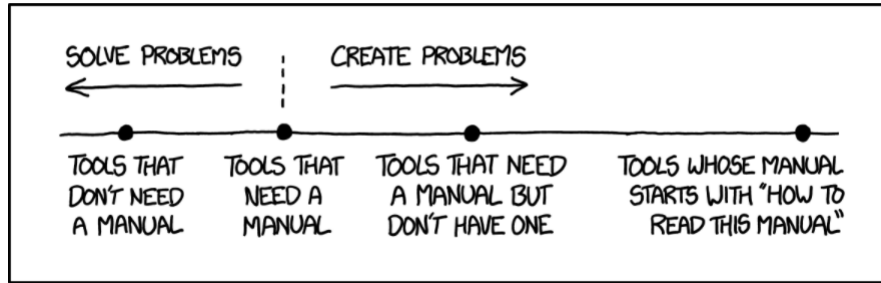 SOLVE PROBLEMS
CREATE PROBLEMS
TOOLS THAT
DON'T NEED
A MANUAL
TOOLS THAT
NEED A
MANUAL
TOOLS THAT NEED
A MANUAL BUT
DON'T HAVE ONE
TOOLS WHOSE MANUAL
STARTS WITH "HOW TO
READ THIS MANUAL"